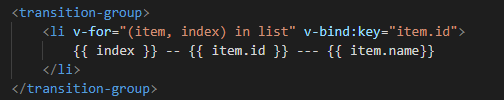 <transition-group>
<li v-for="(item, index) in list" v-bind:key="item.id">
{{ index }} -- {{ item.id }} --- {{ item.name}}
</li>
</transition-group>